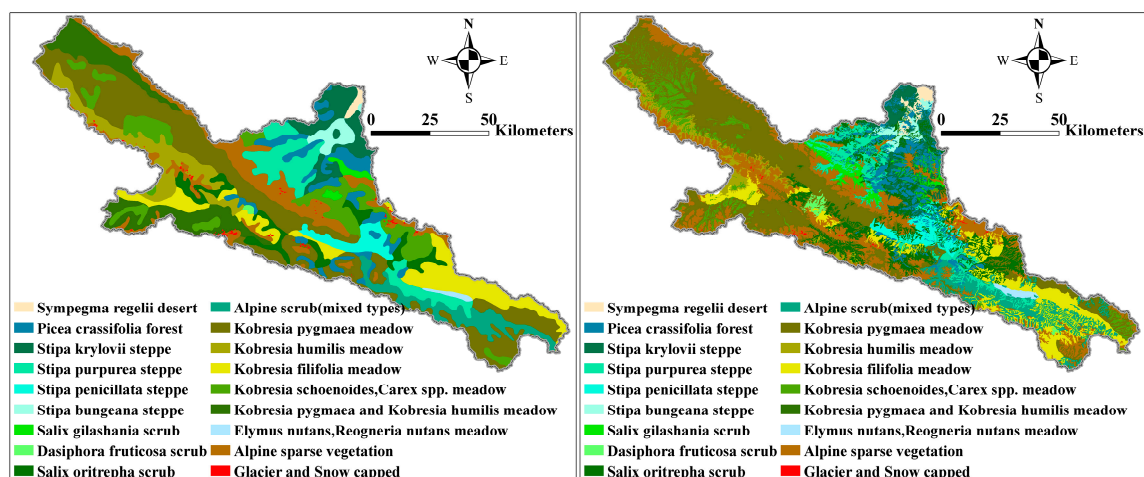 N
W E
S
0 25 50
Kilometers
Sympegma regelii desert
Picea crassifolia forest
Stipa krylovii steppe
Stipa purpurea steppe
Stipa penicillata steppe
Stipa bungeana steppe
Salix gilashania scrub
Dasiphora fruticosa scrub
Salix oritrepha scrub
Alpine scrub(mixed types)
Kobresia pygmaea meadow
Kobresia humilis meadow
Kobresia filifolia meadow
Kobresia schoenoides,Carex spp. meadow
Kobresia pygmaea and Kobresia humilis meadow
Elymus nutans,Reogneria nutans meadow
Alpine sparse vegetation
Glacier and Snow capped
N
W E
S
0 25 50
Kilometers
Sympegma regelii desert
Picea crassifolia forest
Stipa krylovii steppe
Stipa purpurea steppe
Stipa penicillata steppe
Stipa bungeana steppe
Salix gilashania scrub
Dasiphora fruticosa scrub
Salix oritrepha scrub
Alpine scrub(mixed types)
Kobresia pygmaea meadow
Kobresia humilis meadow
Kobresia filifolia meadow
Kobresia schoenoides,Carex spp. meadow
Kobresia pygmaea and Kobresia humilis meadow
Elymus nutans,Reogneria nutans meadow
Alpine sparse vegetation
Glacier and Snow capped